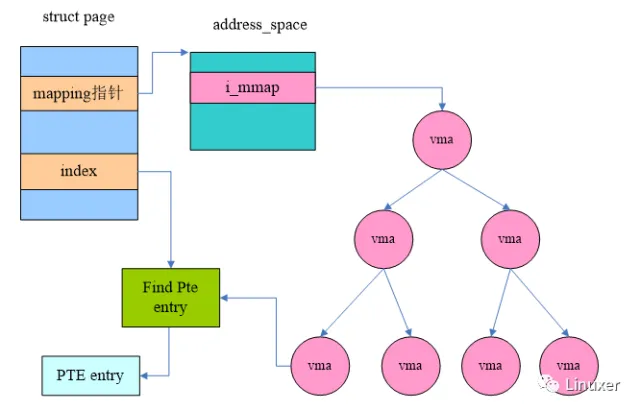 struct page
address_space
mapping指针
i_mmap
index
vma
vma
vma
Find Pte
entry
vma
vma
vma
vma
PTE entry
Linuxer